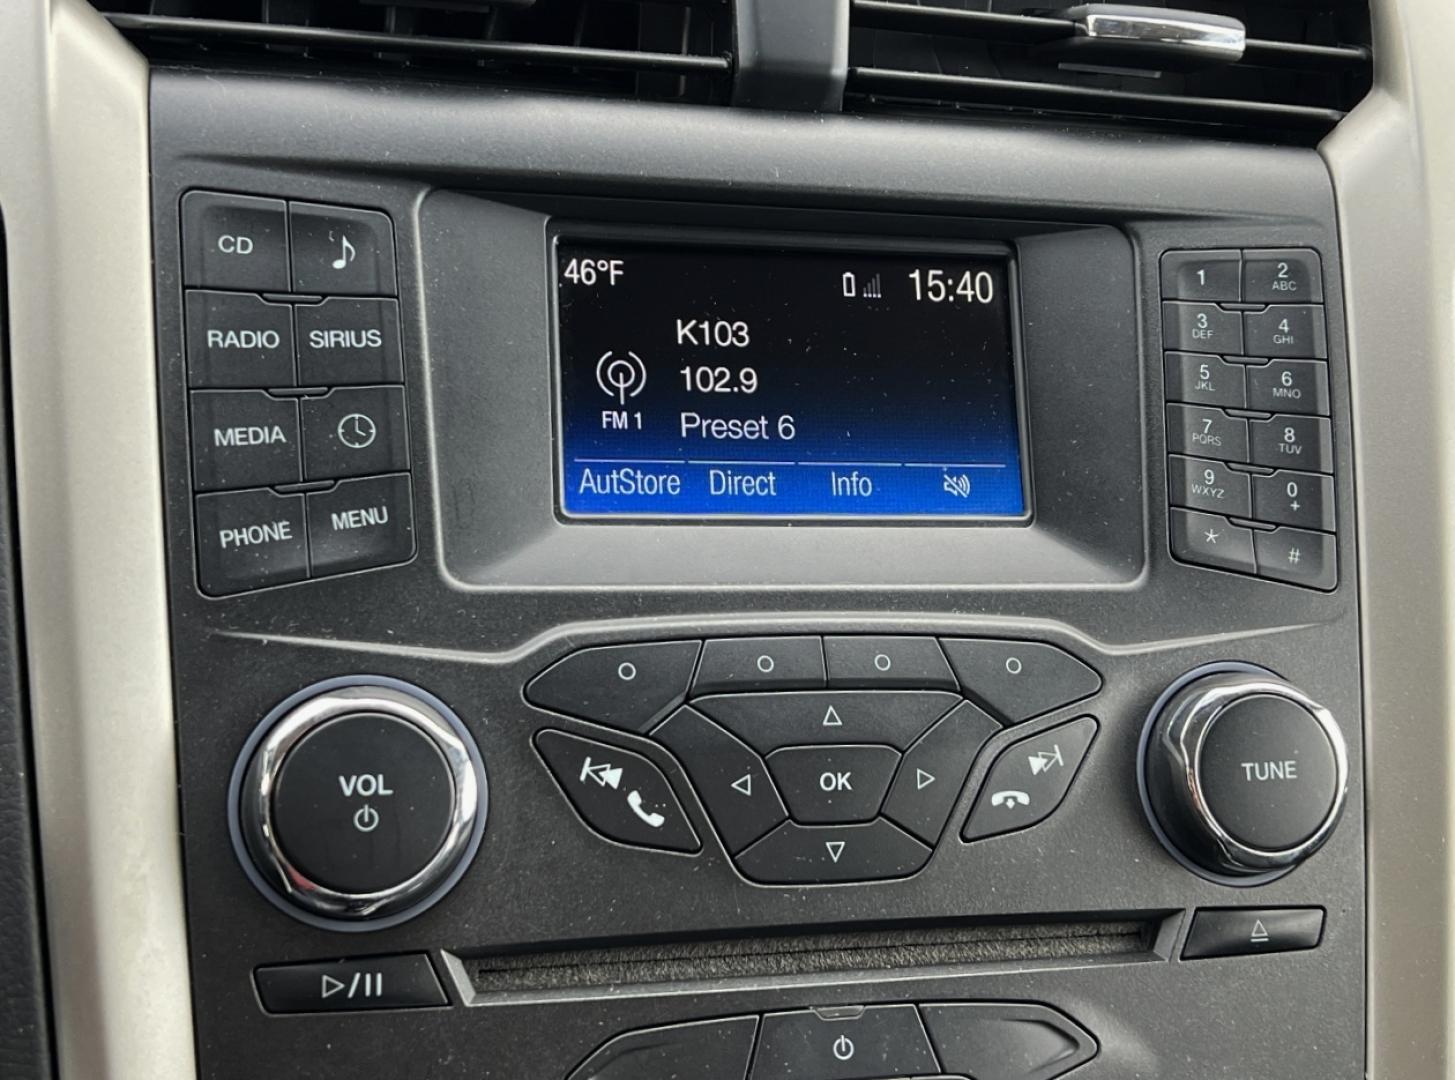 CD
RADIO SIRIUS
MEDIA
PHONE MENU
46°F 15:40
K103
102.9
FM 1
Preset 6
AutStore Direct Info
1 2 ABC
3 DEF 4 GHI
5 JKL 6 MNO
7 PQRS 8 TUV
9 WXYZ 0 +
* #
VOL
OK
TUNE